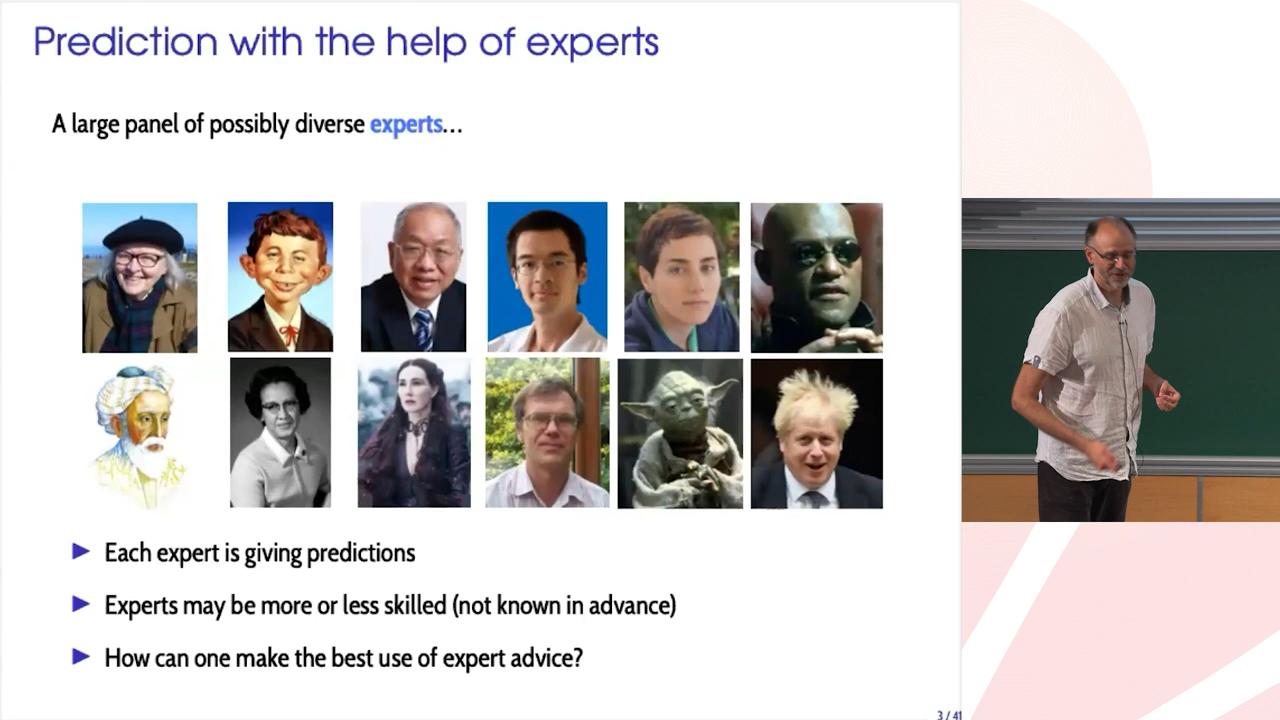 Prediction with the help of experts
A large panel of possibly diverse experts...
► Each expert is giving predictions
► Experts may be more or less skilled (not known in advance)
► How can one make the best use of expert advice?
3 / 41